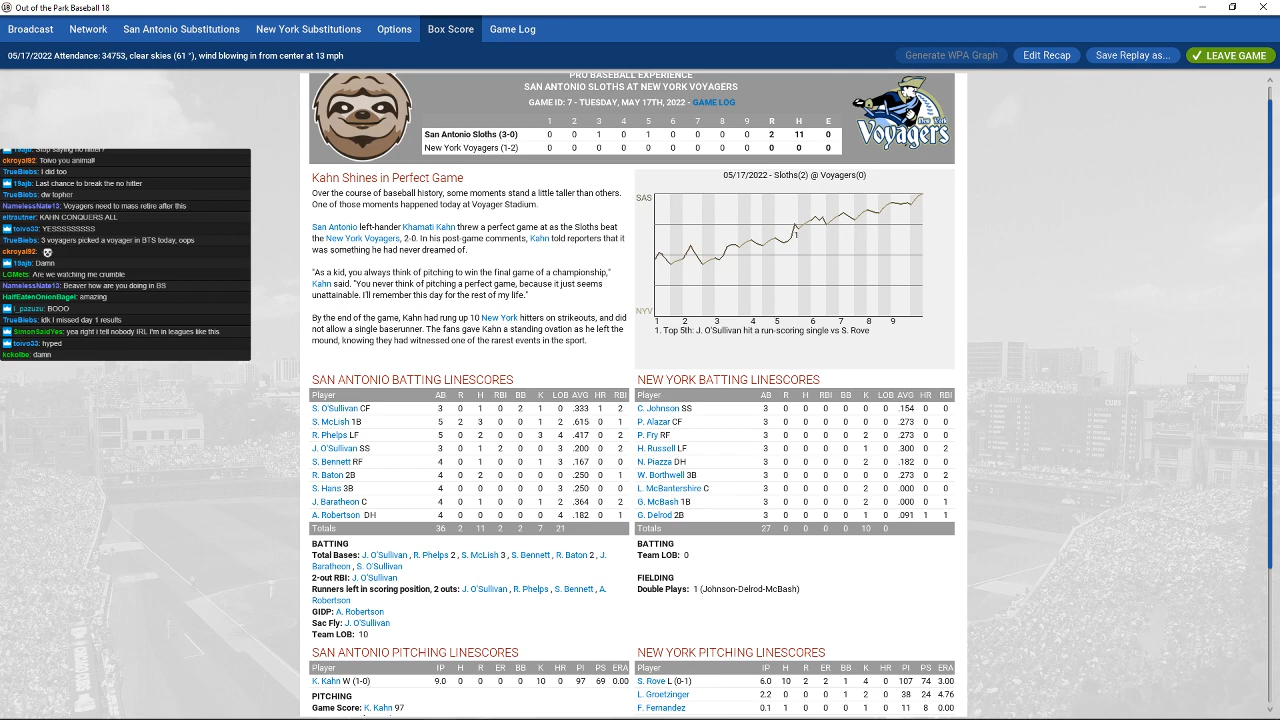 Out of the Park Baseball 18
Broadcast Network San Antonio Substitutions New York Substitutions Options Box Score Game Log
05/17/2022 Attendance: 34753, clear skies (61 °), wind blowing in from center at 13 mph
Generate WPA Graph Edit Recap Save Replay as... LEAVE GAME
PRO BASEBALL EXPERIENCE
SAN ANTONIO SLOTHS AT NEW YORK VOYAGERS
GAME ID: 7 - TUESDAY, MAY 17TH, 2022 - GAME LOG
1 2 3 4 5 6 7 8 9 R H E
San Antonio Sloths (3-0) 0 0 1 0 1 0 0 0 0 2 11 0
New York Voyagers (1-2) 0 0 0 0 0 0 0 0 0 0 0 0
New York
Voyagers
19ajb: Stop saying no hitter?
ckroyal92: Toivo you animal!
TrueBiebs: I did too
19ajb: Last chance to break the no hitter
TrueBiebs: dw topher
NamelessNate13: Voyagers need to mass retire after this
eltrautner: KAHN CONQUERS ALL
toivo33: YESSSSSSSSS
TrueBiebs: 3 voyagers picked a voyager in BTS today, oops
ckroyal92:
19ajb: Damn
LGMets: Are we watching me crumble
NamelessNate13: Beaver how are you doing in BS
HalfEatenOnionBagel: amazing
i_pazuzu: BOOO
TrueBiebs: idk I missed day 1 results
SimonSaidYes: yea right i tell nobody IRL I'm in leagues like this
toivo33: hyped
kckolbe: damn
Kahn Shines in Perfect Game
Over the course of baseball history, some moments stand a little taller than others.
One of those moments happened today at Voyager Stadium.
San Antonio left-hander Khamati Kahn threw a perfect game at as the Sloths beat
the New York Voyagers, 2-0. In his post-game comments, Kahn told reporters that it
was something he had never dreamed of.
"As a kid, you always think of pitching to win the final game of a championship,"
Kahn said. "You never think of pitching a perfect game, because it just seems
unattainable. I'll remember this day for the rest of my life."
By the end of the game, Kahn had rung up 10 New York hitters on strikeouts, and did
not allow a single baserunner. The fans gave Kahn a standing ovation as he left the
mound, knowing they had witnessed one of the rarest events in the sport.
05/17/2022 - Sloths(2) @ Voyagers(0)
SAS
1
NYV
1 2 3 4 5 6 7 8 9
1. Top 5th: J. O'Sullivan hit a run-scoring single vs S. Rove
SAN ANTONIO BATTING LINESCORES
Player AB R H RBI BB K LOB AVG HR RBI
S. O'Sullivan CF 3 0 1 0 2 1 0 .333 1 2
S. McLish 1B 5 2 3 0 0 1 2 .615 0 1
R. Phelps LF 5 0 2 0 0 3 4 .417 0 2
J. O'Sullivan SS 3 0 1 2 0 0 3 .200 0 2
S. Bennett RF 4 0 1 0 0 1 3 .167 0 0
R. Baton 2B 4 0 2 0 0 0 0 .250 0 1
S. Hans 3B 4 0 0 0 0 0 3 .250 0 0
J. Baratheon C 4 0 1 0 0 1 2 .364 0 2
A. Robertson DH 4 0 0 0 0 0 4 .182 0 1
Totals 36 2 11 2 2 7 21
BATTING
Total Bases: J. O'Sullivan , R. Phelps 2 , S. McLish 3 , S. Bennett , R. Baton 2 , J.
Baratheon , S. O'Sullivan
2-out RBI: J. O'Sullivan
Runners left in scoring position, 2 outs: J. O'Sullivan , R. Phelps , S. Bennett , A.
Robertson
GIDP: A. Robertson
Sac Fly: J. O'Sullivan
Team LOB: 10
NEW YORK BATTING LINESCORES
Player AB R H RBI BB K LOB AVG HR RBI
C. Johnson SS 3 0 0 0 0 0 0 .154 0 0
P. Alazar CF 3 0 0 0 0 0 0 .273 0 0
P. Fry RF 3 0 0 0 0 2 0 .273 0 0
H. Russell LF 3 0 0 0 0 1 0 .300 0 2
N. Piazza DH 3 0 0 0 0 2 0 .182 0 0
W. Borthwell 3B 3 0 0 0 0 0 0 .273 0 2
L. McBantershire C 3 0 0 0 0 2 0 .000 0 0
G. McBash 1B 3 0 0 0 0 2 0 .000 0 1
G. Delrod 2B 3 0 0 0 0 1 0 .091 1 1
Totals 27 0 0 0 0 10 0
BATTING
Team LOB: 0
FIELDING
Double Plays: 1 (Johnson-Delrod-McBash)
SAN ANTONIO PITCHING LINESCORES
Player IP H R ER BB K HR PI PS ERA
K. Kahn W (1-0) 9.0 0 0 0 0 10 0 97 69 0.00
PITCHING
Game Score: K. Kahn 97
NEW YORK PITCHING LINESCORES
Player IP H R ER BB K HR PI PS ERA
S. Rove L (0-1) 6.0 10 2 2 1 4 0 107 74 3.00
L. Groetzinger 2.2 0 0 0 1 2 0 38 24 4.76
F. Fernandez 0.1 1 0 0 0 1 0 11 8 0.00